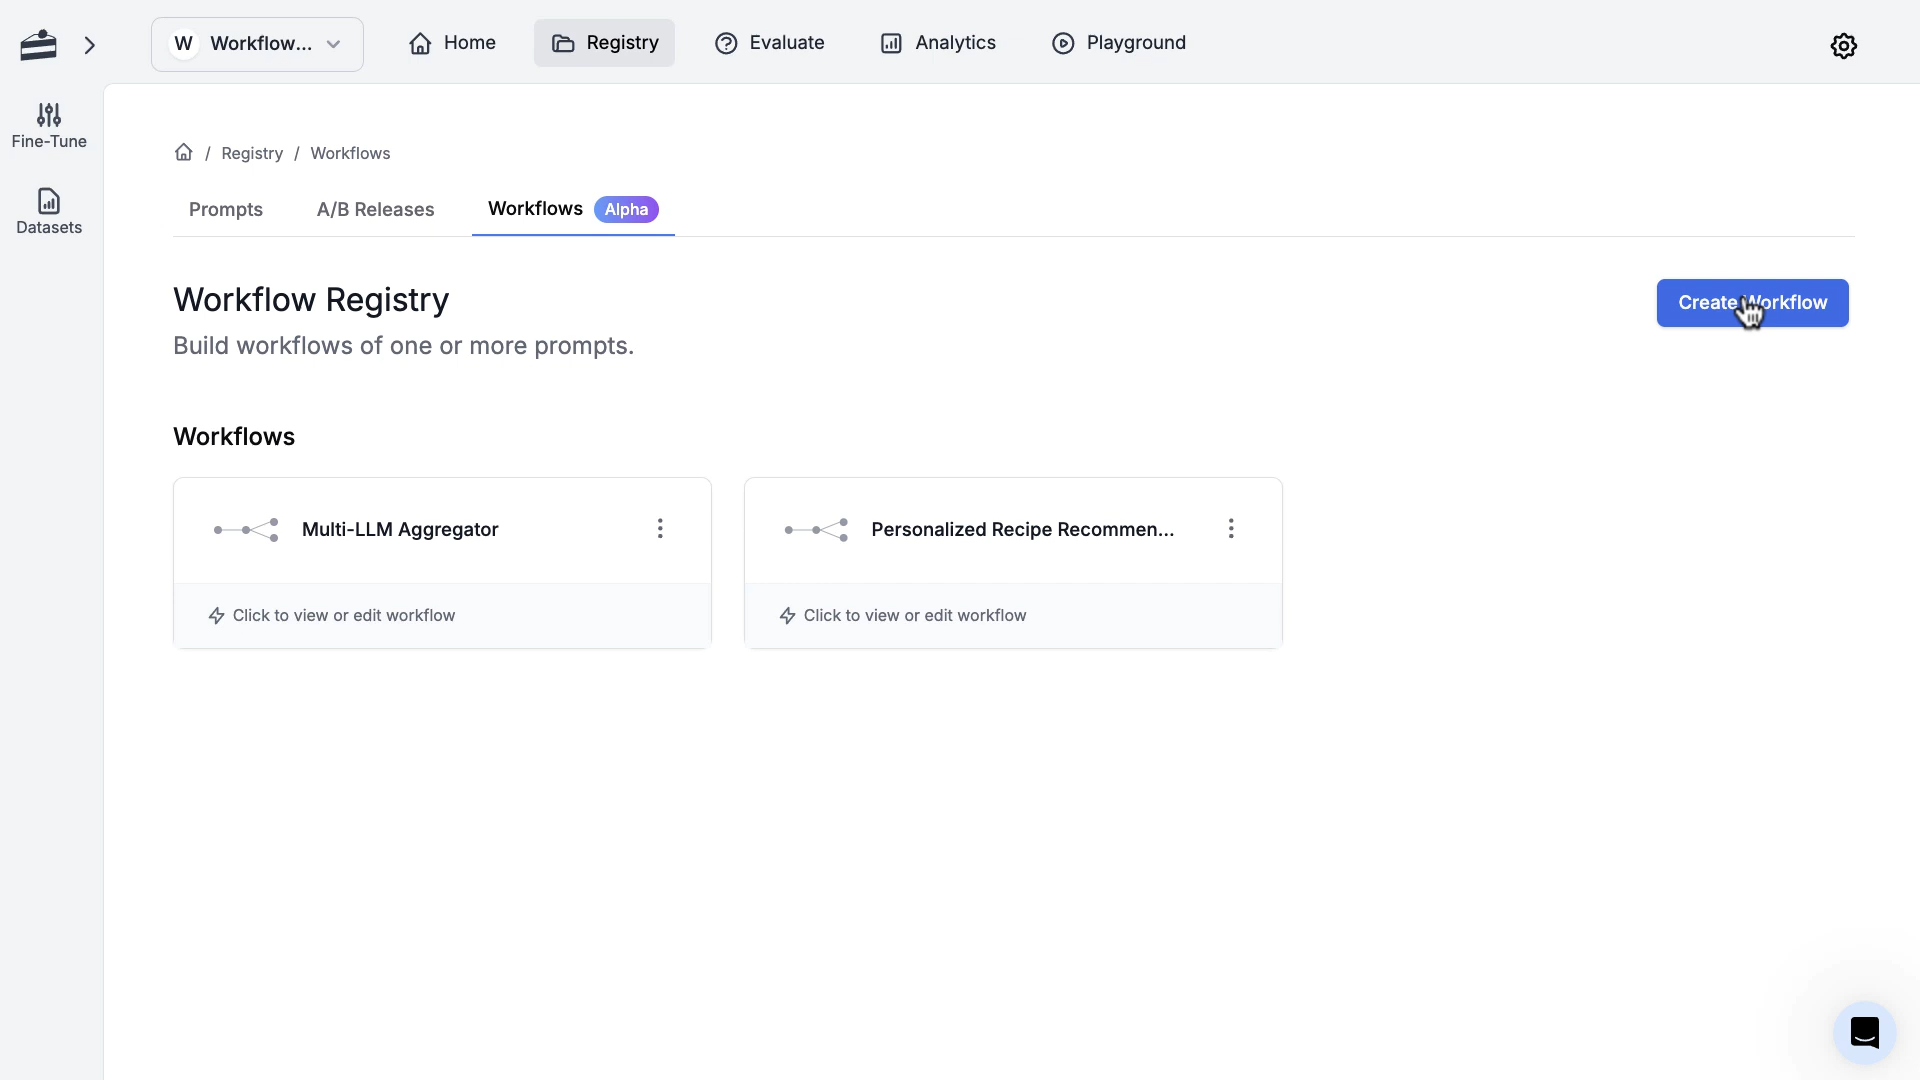 W Workflow... Home Registry Evaluate Analytics Playground
Fine-Tune
Datasets
/ Registry / Workflows
Prompts A/B Releases Workflows Alpha
Workflow Registry
Create Workflow
Build workflows of one or more prompts.
Workflows
Multi-LLM Aggregator
Click to view or edit workflow
Personalized Recipe Recommen...
Click to view or edit workflow